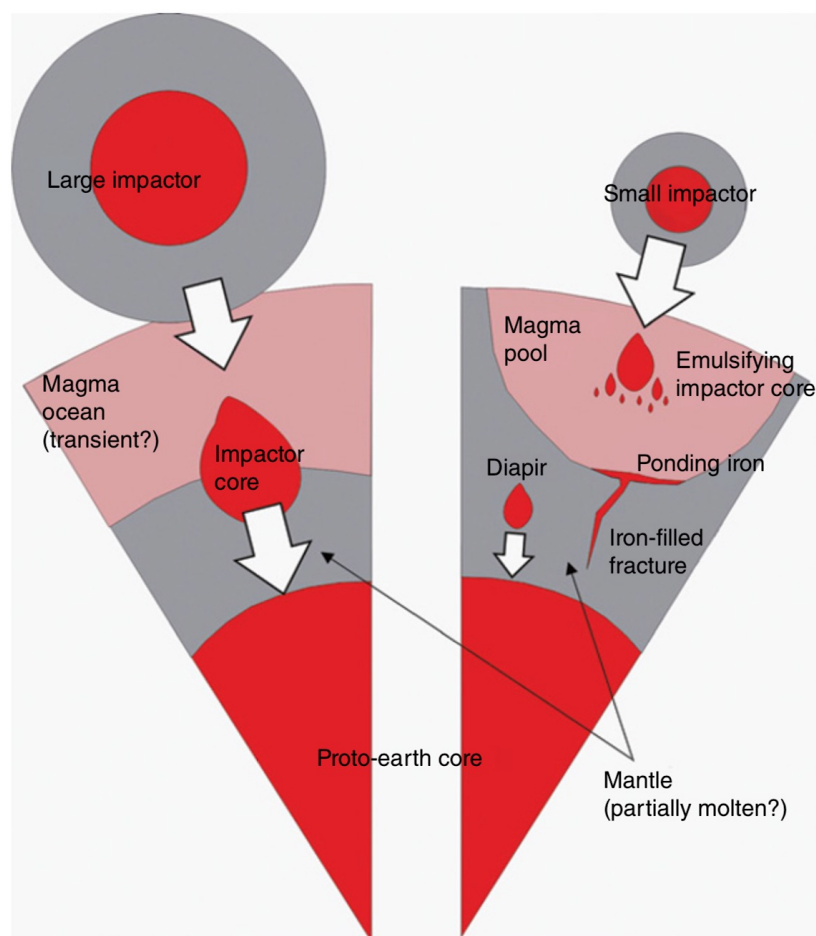 Large impactor
Small impactor
Magma
ocean
(transient?)
Impactor
core
Magma
pool
Emulsifying
impactor core
Diapir
Ponding iron
Iron-filled
fracture
Proto-earth core
Mantle
(partially molten?)